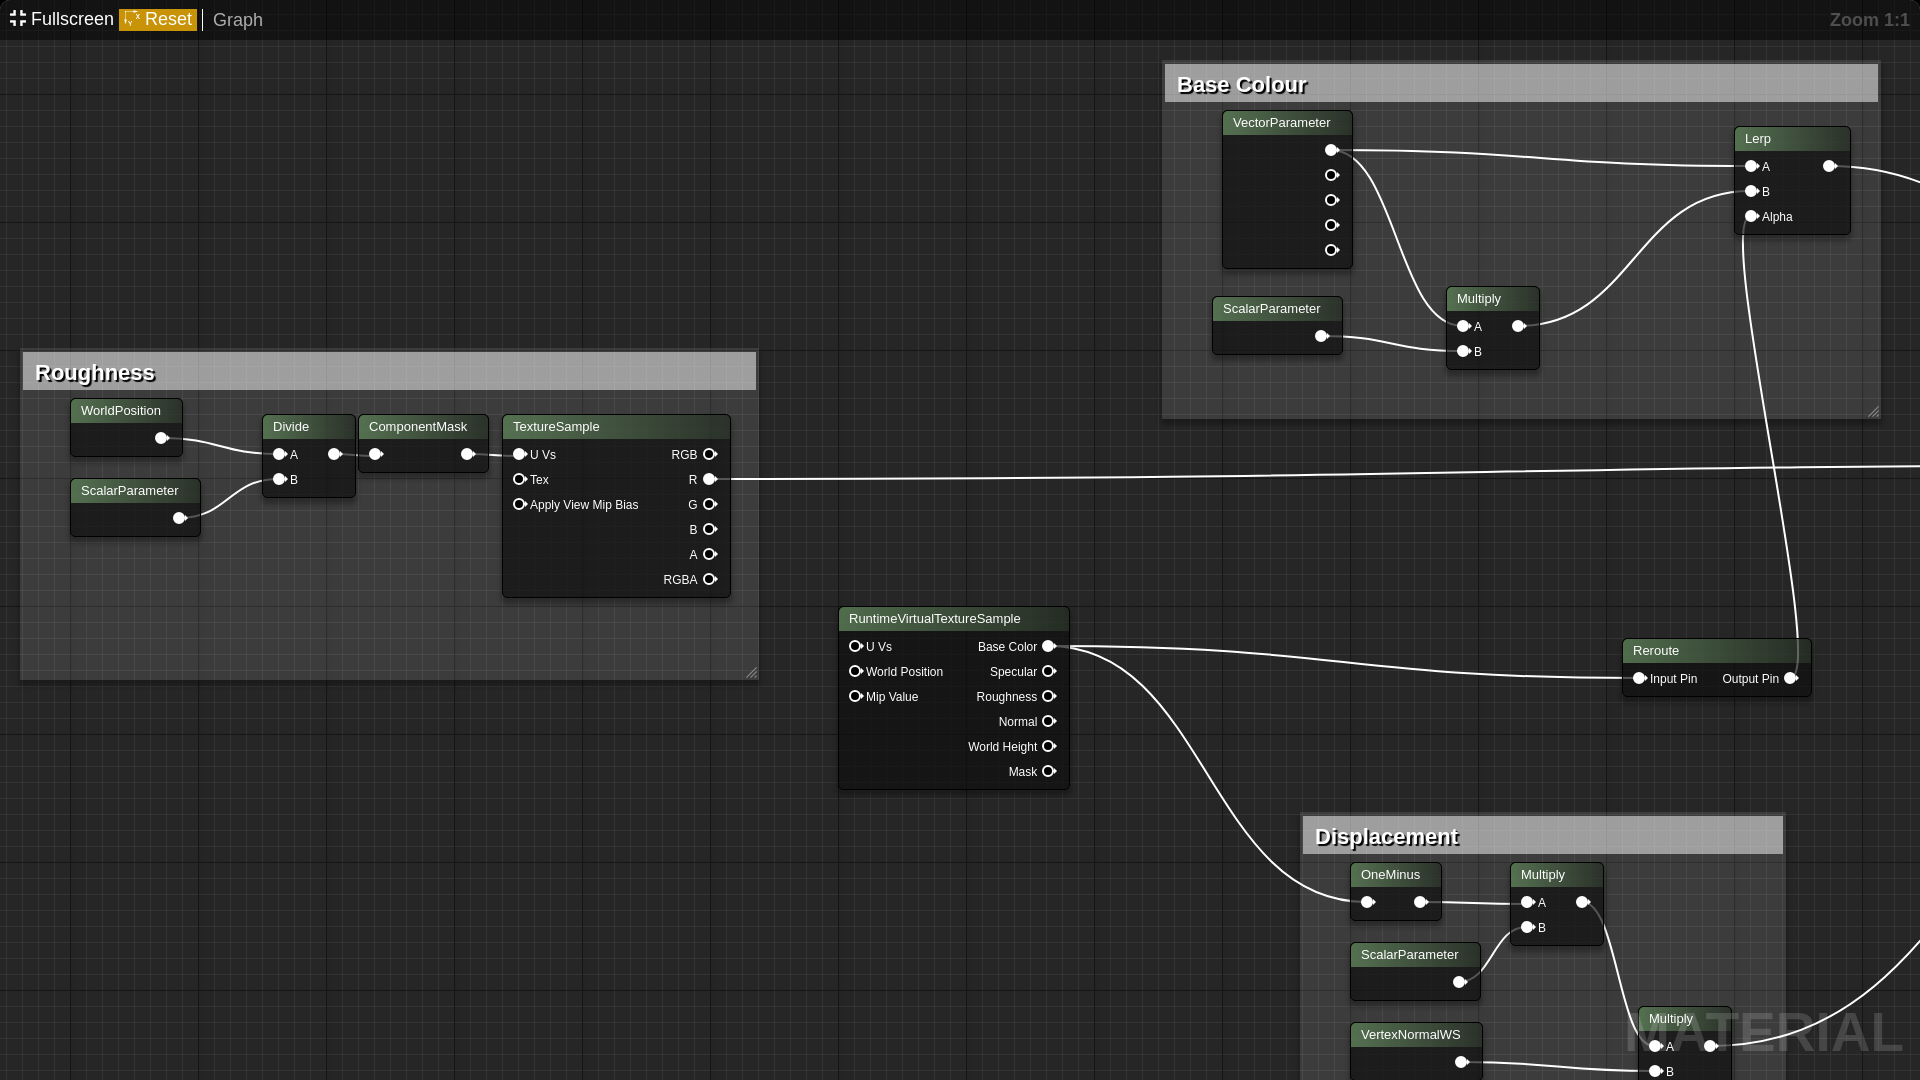 Fullscreen Reset Graph
Zoom 1:1
Base Colour
VectorParameter
Lerp
A
B
Alpha
ScalarParameter
Multiply
A
B
Roughness
WorldPosition
Divide
A
B
ComponentMask
TextureSample
U Vs RGB
Tex R
Apply View Mip Bias G
B
A
RGBA
ScalarParameter
RuntimeVirtualTextureSample
U Vs Base Color
World Position Specular
Mip Value Roughness
Normal
World Height
Mask
Reroute
Input Pin Output Pin
Displacement
OneMinus
Multiply
A
B
ScalarParameter
VertexNormalWS
Multiply
A
B
MATERIAL